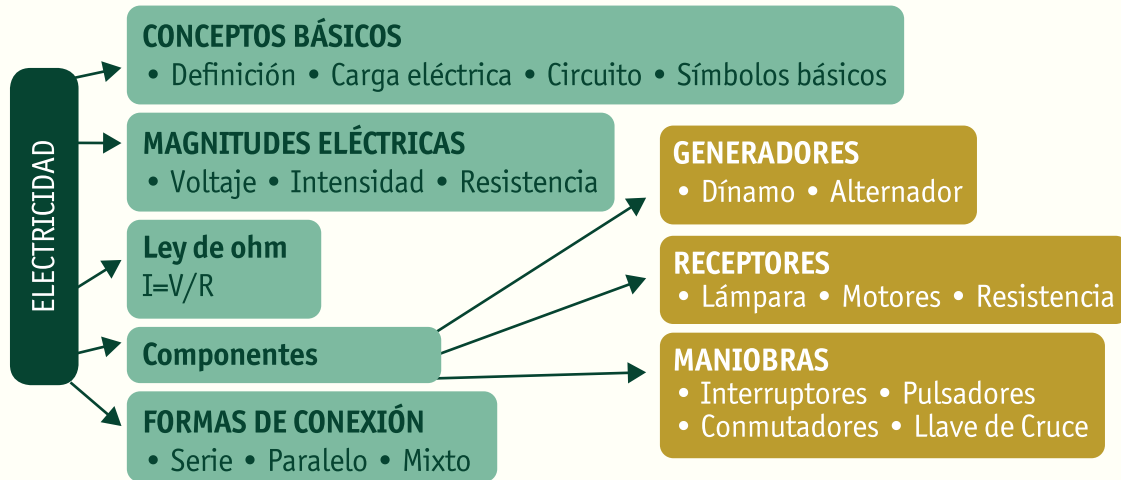 ELECTRICIDAD
CONCEPTOS BÁSICOS
• Definición • Carga eléctrica • Circuito • Símbolos básicos
MAGNITUDES ELÉCTRICAS
• Voltaje • Intensidad • Resistencia
Ley de ohm
I=V/R
Componentes
FORMAS DE CONEXIÓN
• Serie • Paralelo • Mixto
GENERADORES
• Dínamo • Alternador
RECEPTORES
• Lámpara • Motores • Resistencia
MANIOBRAS
• Interruptores • Pulsadores
• Conmutadores • Llave de Cruce